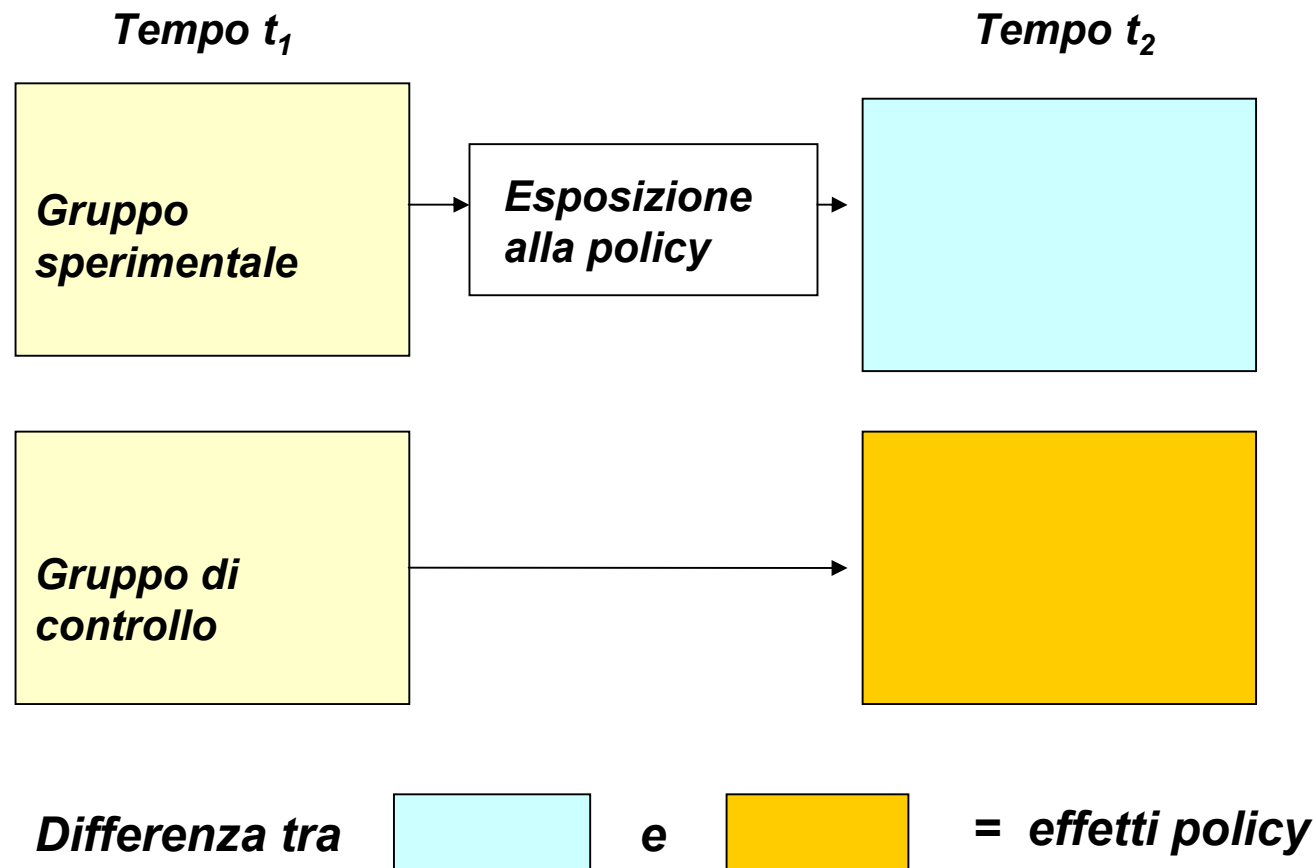 Tempo t₁
Tempo t₂
Gruppo
sperimentale
Esposizione
alla policy
Gruppo di
controllo
Differenza tra e = effetti policy